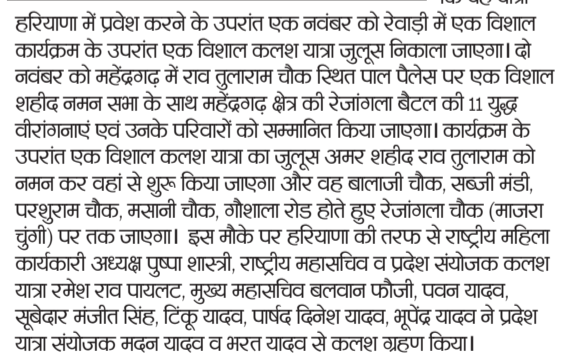 हरियाणा में प्रवेश करने के उपरांत एक नवंबर को रेवाड़ी में एक विशाल
कार्यक्रम के उपरांत एक विशाल कलश यात्रा जुलूस निकाला जाएगा। दो
नवंबर को महेंद्रगढ़ में राव तुलाराम चौक स्थित पाल पैलेस पर एक विशाल
शहीद नमन सभा के साथ महेंद्रगढ़ क्षेत्र की रेजांगला बैटल की 11 युद्ध
वीरांगनाएं एवं उनके परिवारों को सम्मानित किया जाएगा। कार्यक्रम के
उपरांत एक विशाल कलश यात्रा का जुलूस अमर शहीद राव तुलाराम को
नमन कर वहां से शुरू किया जाएगा और वह बालाजी चौक, सब्जी मंडी,
परशुराम चौक, मसानी चौक, गौशाला रोड होते हुए रेजांगला चौक (माजरा
चुंगी) पर तक जाएगा। इस मौके पर हरियाणा की तरफ से राष्ट्रीय महिला
कार्यकारी अध्यक्ष पुष्पा शास्त्री, राष्ट्रीय महासचिव व प्रदेश संयोजक कलश
यात्रा रमेश राव पायलट, मुख्य महासचिव बलवान फौजी, पवन यादव,
सूबेदार मंजीत सिंह, टिंकू यादव, पार्षद दिनेश यादव, भूपेंद्र यादव ने प्रदेश
यात्रा संयोजक मदन यादव व भरत यादव से कलश ग्रहण किया।